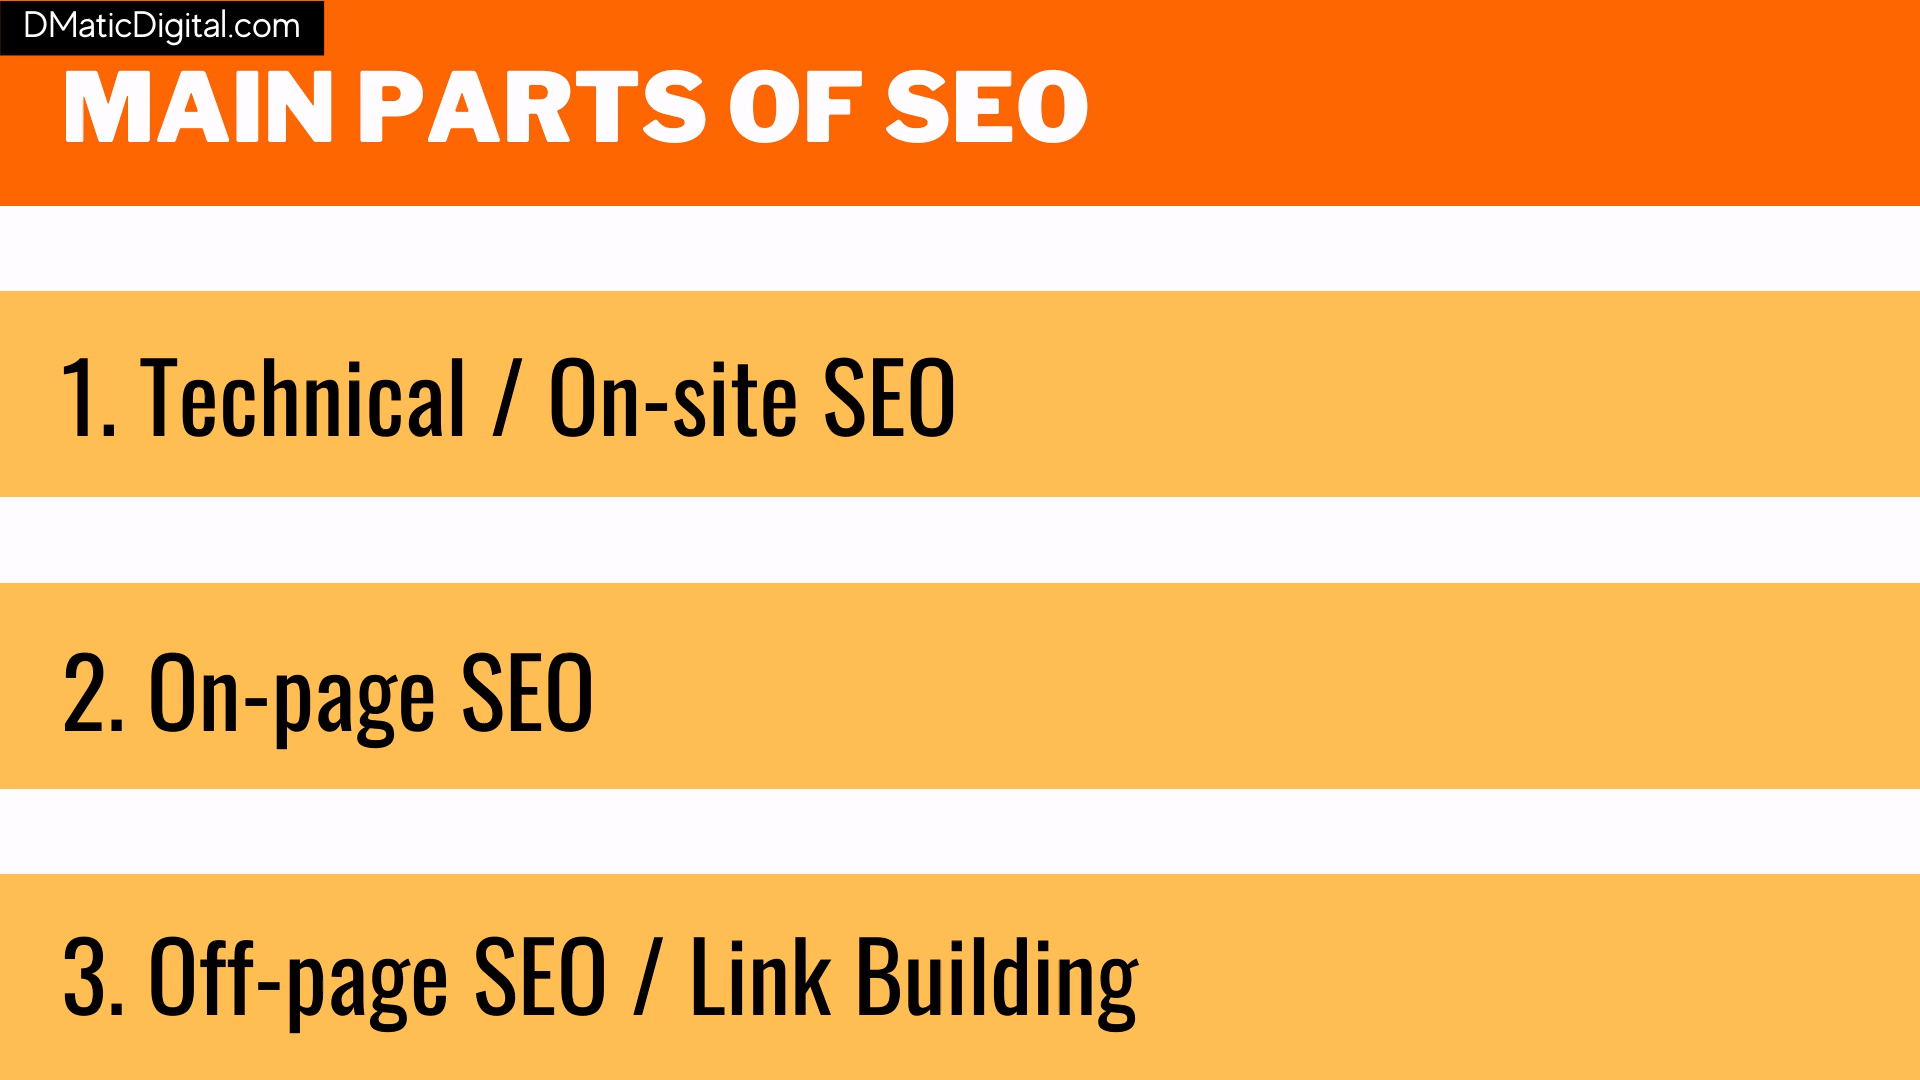 DMaticDigital.com
MAIN PARTS OF SEO
1. Technical / On-site SEO
2. On-page SEO
3. Off-page SEO / Link Building